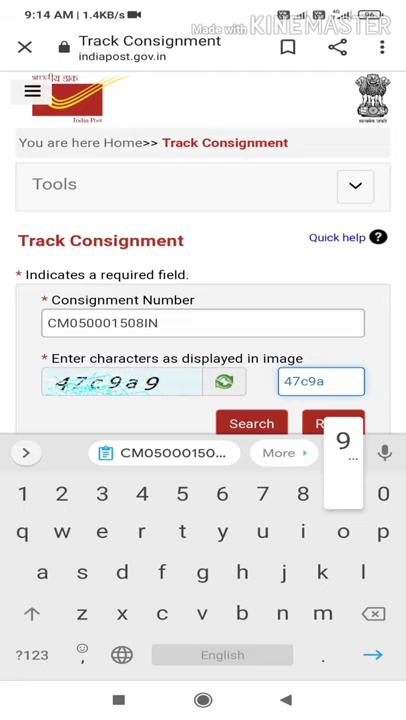 9:14 AM | 1.4KB/s
4G
96
Made with KINEMASTER
Track Consignment
indiapost.gov.in
भारतीय डाक
India Post
सत्यमेव जयते
You are here Home>> Track Consignment
Tools
Track Consignment
Quick help ?
* Indicates a required field.
* Consignment Number
CM050001508IN
* Enter characters as displayed in image
47c9a9
47c9a
Search
R
CM05000150...
More
9
...
1 2 3 4 5 6 7 8 0
q w e r t y u i o p
a s d f g h j k l
z x c v b n m
?123 , English .